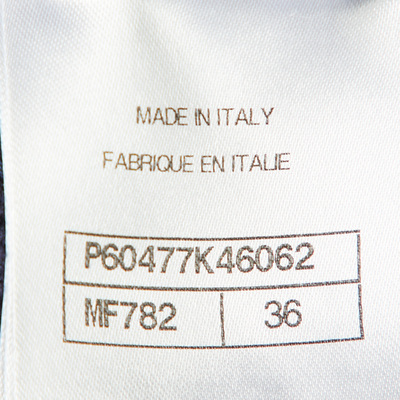 MADE IN ITALY
FABRIQUE EN ITALIE
P60477K46062
MF782 36